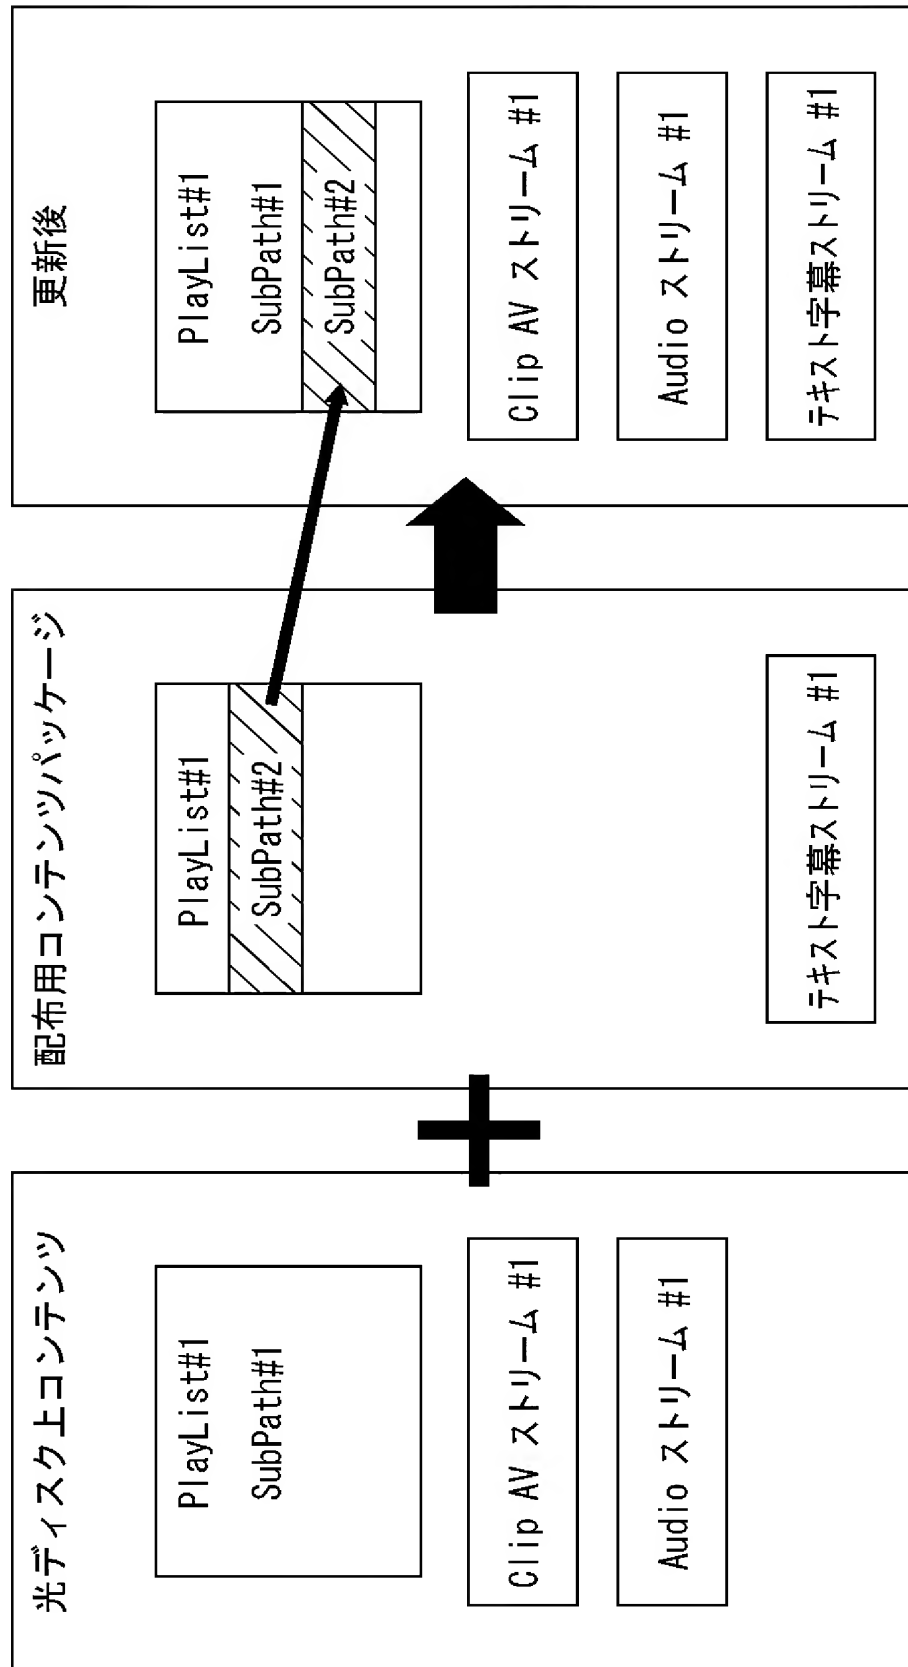 光ディスク上コンテンツ
PlayList#1
SubPath#1
Clip AV ストリーム #1
Audio ストリーム #1
配布用コンテンツパッケージ
PlayList#1
SubPath#2
テキスト字幕ストリーム #1
更新後
PlayList#1
SubPath#1
SubPath#2
Clip AV ストリーム #1
Audio ストリーム #1
テキスト字幕ストリーム #1